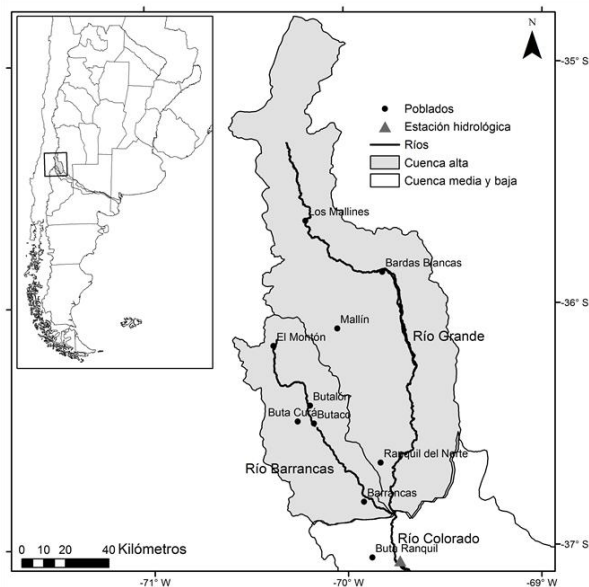 N
-35° S
Poblados
Estación hidrológica
Ríos
Cuenca alta
Cuenca media y baja
Los Mallines
Bardas Blancas
-36° S
Mallín
Río Grande
El Montón
Butalón
Buta Curá
Butaco
Ranquil del Norte
Río Barrancas
Barrancas
Río Colorado
-37° S
Buta Ranquil
0 10 20 40 Kilómetros
-71° W
-70° W
-69° W